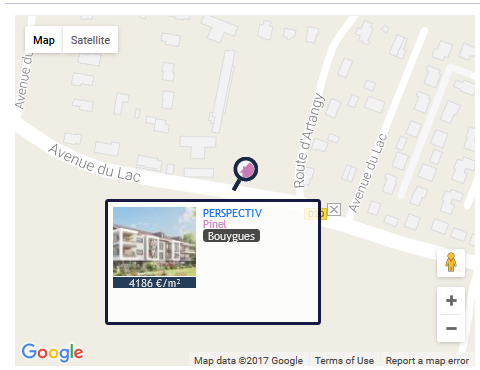 Map
Satellite
Avenue du
Avenue du Lac
Route d'Artangy
Avenue du Lac
PERSPECTIV
Pinel
Bouygues
4186 €/m²
Google
Map data ©2017 Google
Terms of Use
Report a map error